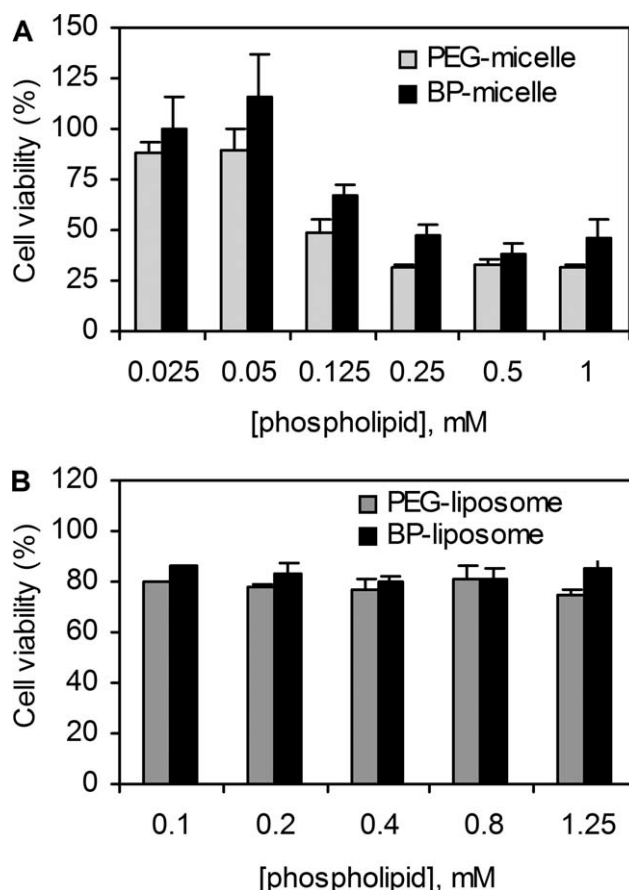 A
150
125
100
75
50
25
0
Cell viability (%)
PEG-micelle
BP-micelle
0.025 0.05 0.125 0.25 0.5 1
[phospholipid], mM
B
120
100
80
60
40
20
0
Cell viability (%)
PEG-liposome
BP-liposome
0.1 0.2 0.4 0.8 1.25
[phospholipid], mM